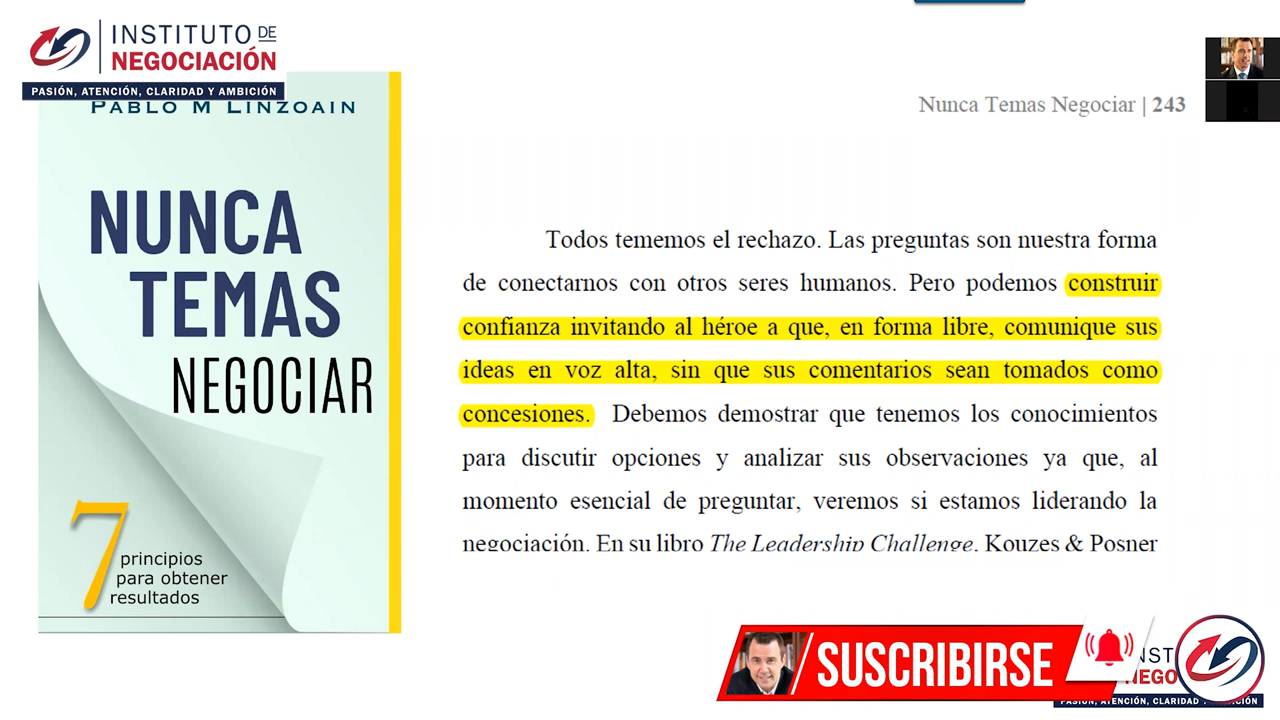 INSTITUTO DE
NEGOCIACIÓN
PASIÓN, ATENCIÓN, CLARIDAD Y AMBICIÓN
PABLO M LINZOAIN
NUNCA
TEMAS
NEGOCIAR
7
principios
para obtener
resultados
Nunca Temas Negociar | 243
Todos tememos el rechazo. Las preguntas son nuestra forma
de conectarnos con otros seres humanos. Pero podemos construir
confianza invitando al héroe a que, en forma libre, comunique sus
ideas en voz alta, sin que sus comentarios sean tomados como
concesiones. Debemos demostrar que tenemos los conocimientos
para discutir opciones y analizar sus observaciones ya que, al
momento esencial de preguntar, veremos si estamos liderando la
negociación. En su libro The Leadership Challenge, Kouzes & Posner
SUSCRIBIRSE
NST
NEGO
PASIÓN, ATENCIÓN, CLARIDAD